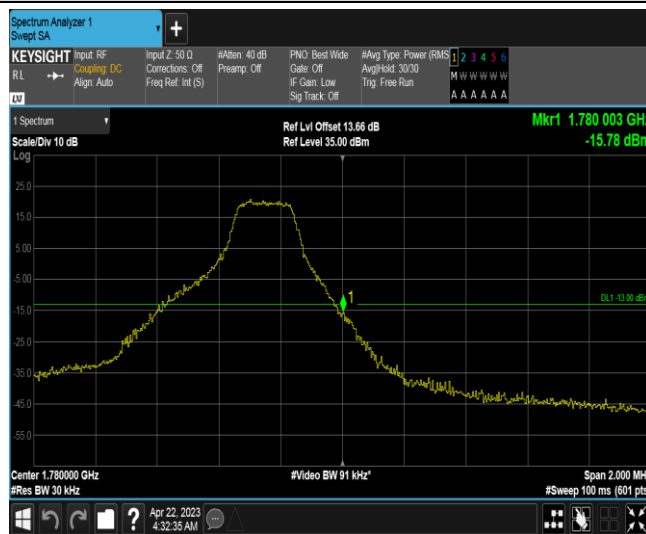 Spectrum Analyzer 1
Swept SA
+
KEYSIGHT
RL
LXI
Input: RF
Coupling: DC
Align: Auto
Input Z: 50 Ω
Corrections: Off
Freq Ref: Int (S)
#Atten: 40 dB
Preamp: Off
PNO: Best Wide
Gate: Off
IF Gain: Low
Sig Track: Off
#Avg Type: Power (RMS
Avg|Hold: 30/30
Trig: Free Run
1 2 3 4 5 6
M W W W W W
A A A A A A
1 Spectrum
Scale/Div 10 dB
Log
Ref Lvl Offset 13.66 dB
Ref Level 35.00 dBm
Mkr1 1.780 003 GHz
-15.78 dBm
25.0
15.0
5.00
-5.00
-15.0
-25.0
-35.0
-45.0
-55.0
1
DL1 -13.00 dBm
Center 1.780000 GHz
#Res BW 30 kHz
#Video BW 91 kHz*
Span 2.000 MH
#Sweep 100 ms (601 pts
?
Apr 22, 2023
4:32:35 AM